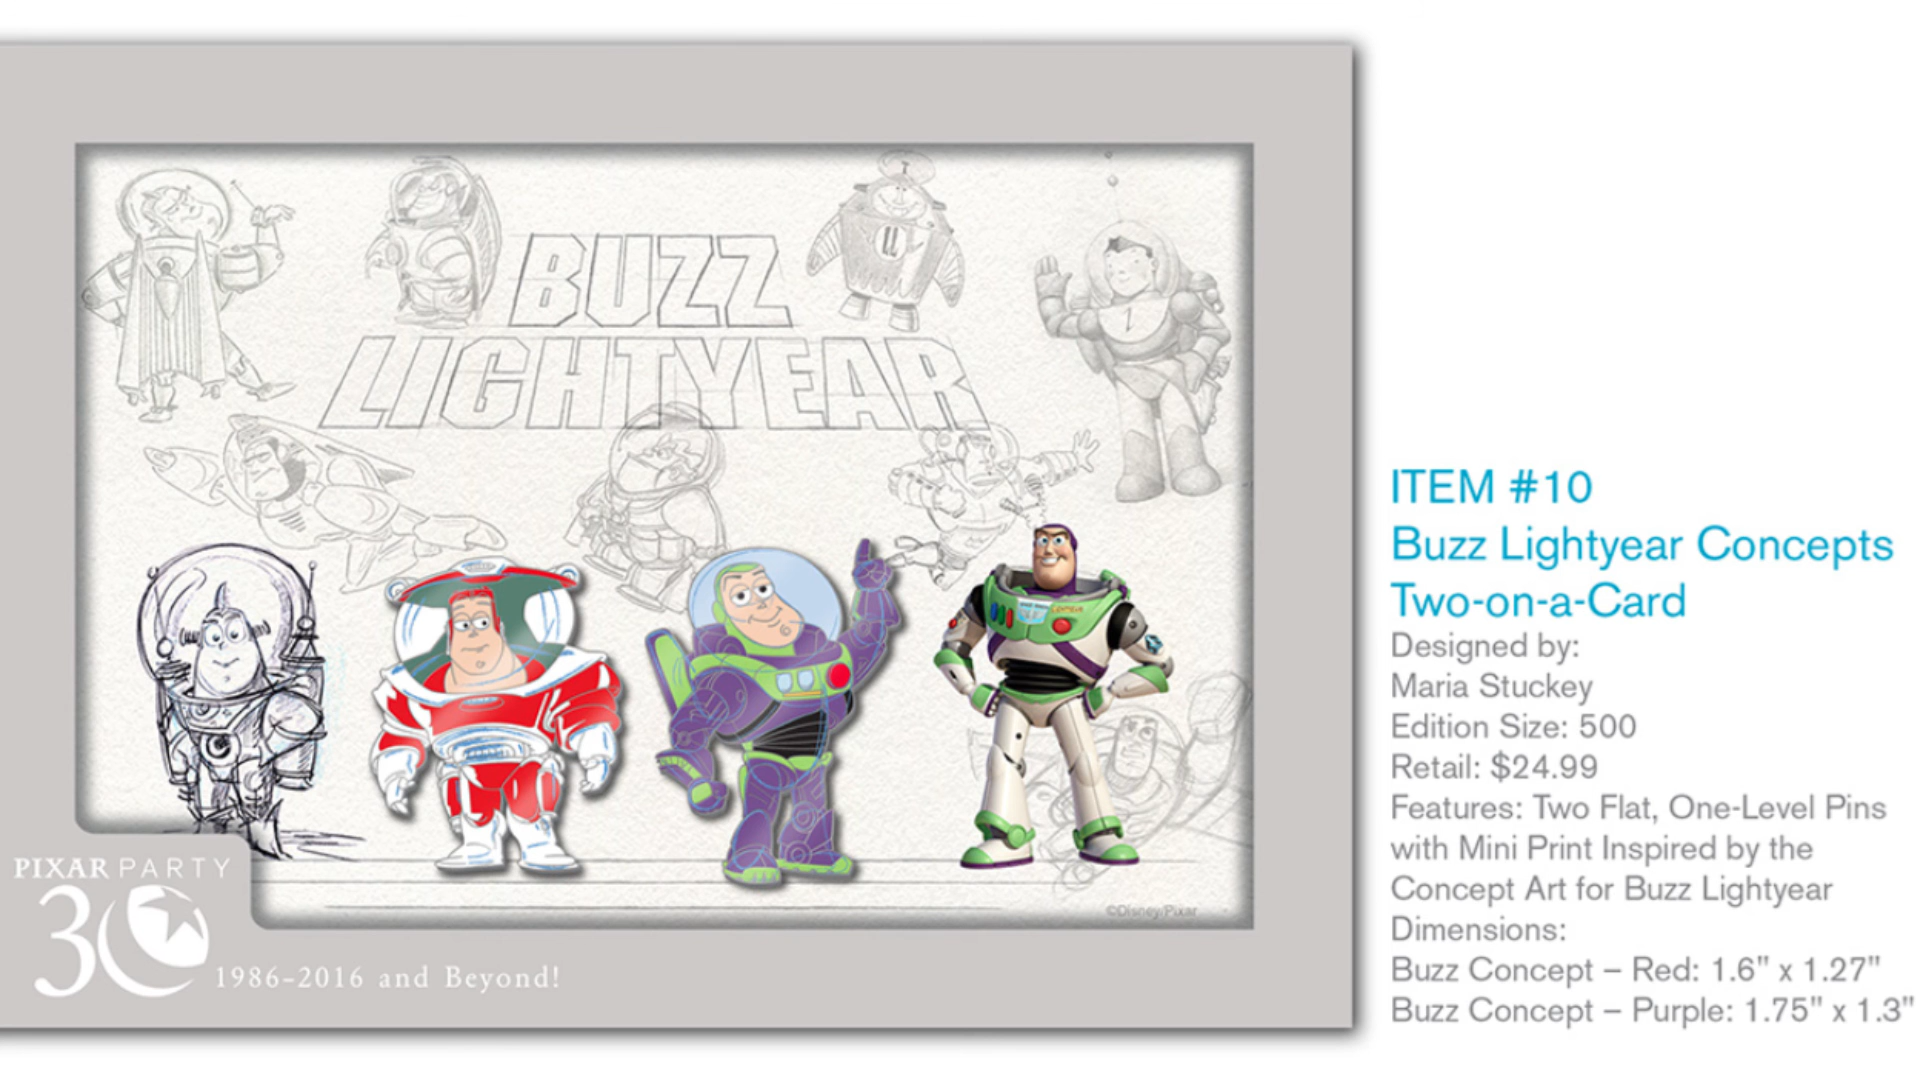 BUZZ
LIGHTYEAR
PIXAR PARTY
30
1986-2016 and Beyond!
©Disney/Pixar
ITEM #10
Buzz Lightyear Concepts
Two-on-a-Card
Designed by:
Maria Stuckey
Edition Size: 500
Retail: $24.99
Features: Two Flat, One-Level Pins
with Mini Print Inspired by the
Concept Art for Buzz Lightyear
Dimensions:
Buzz Concept – Red: 1.6" x 1.27"
Buzz Concept – Purple: 1.75" x 1.3"